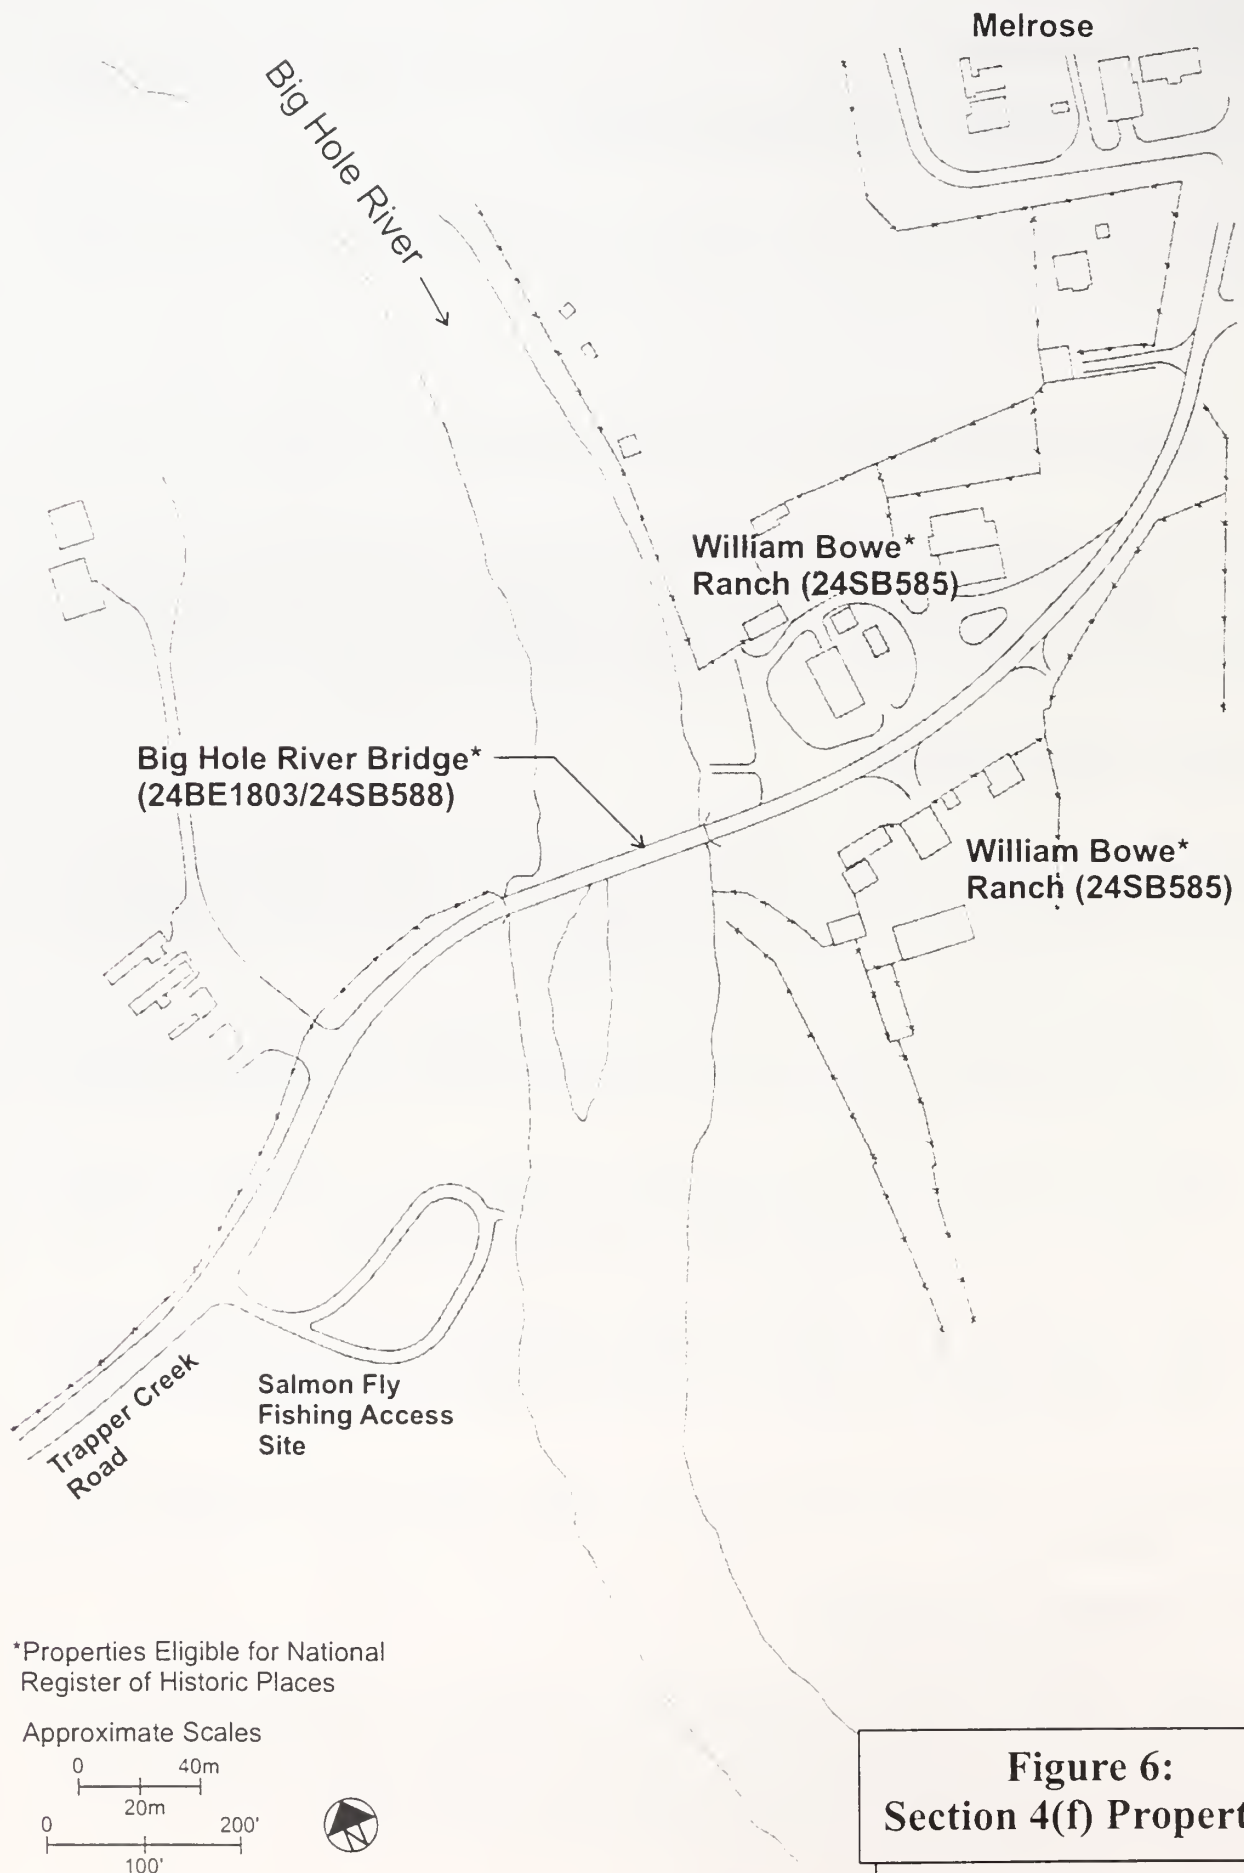 Melrose
Big Hole River
William Bowe*
Ranch (24SB585)
Big Hole River Bridge*
(24BE1803/24SB588)
William Bowe*
Ranch (24SB585)
Salmon Fly
Fishing Access
Site
Trapper Creek
Road
*Properties Eligible for National
Register of Historic Places
Approximate Scales
0 40m
20m
0 200'
100'
N
Figure 6:
Section 4(f) Propert